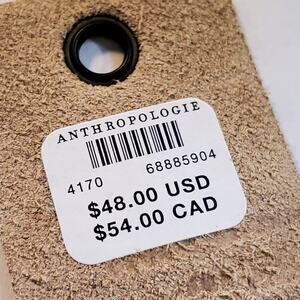 ANTHROPOLOGIE
4170 68885904
$48.00 USD
$54.00 CAD